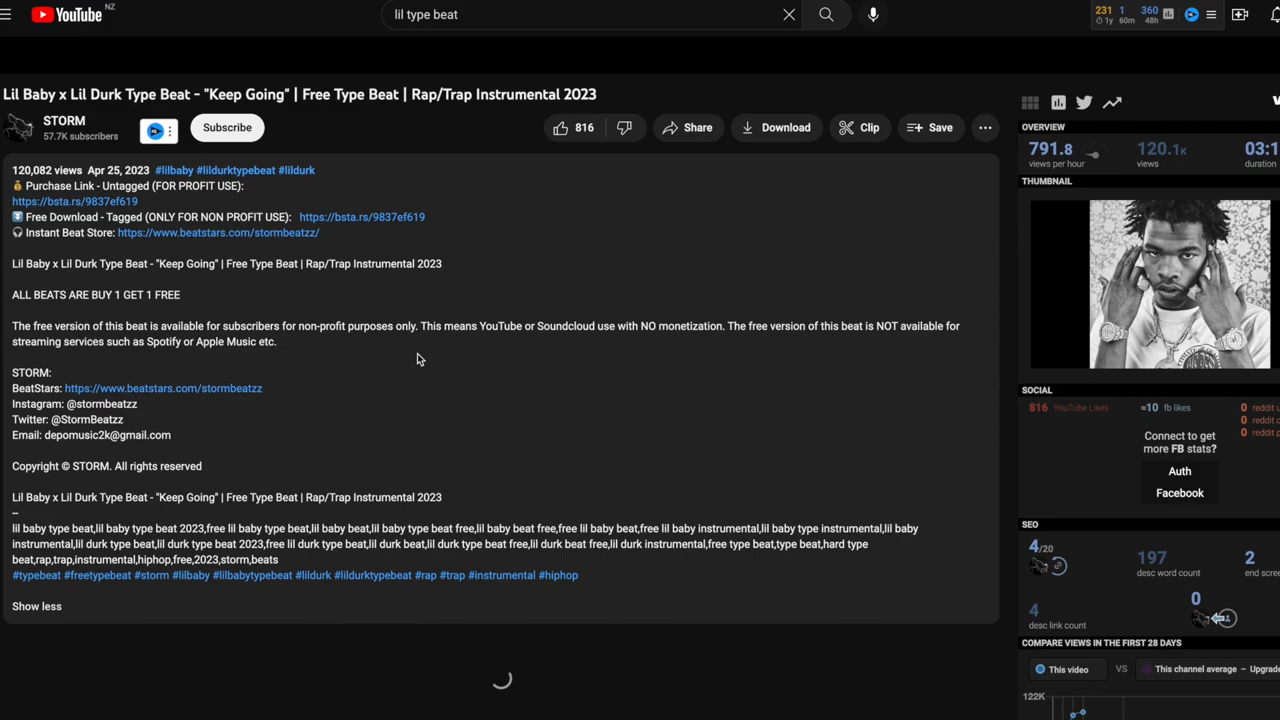 YouTube NZ
lil type beat
231 1 360
1y 60m 48h
Lil Baby x Lil Durk Type Beat - "Keep Going" | Free Type Beat | Rap/Trap Instrumental 2023
STORM
57.7K subscribers
Subscribe
816
Share
Download
Clip
Save
120,082 views Apr 25, 2023 #lilbaby #lildurktypebeat #lildurk
Purchase Link - Untagged (FOR PROFIT USE):
https://bsta.rs/9837ef619
Free Download - Tagged (ONLY FOR NON PROFIT USE): https://bsta.rs/9837ef619
Instant Beat Store: https://www.beatstars.com/stormbeatzz/
Lil Baby x Lil Durk Type Beat - "Keep Going" | Free Type Beat | Rap/Trap Instrumental 2023
ALL BEATS ARE BUY 1 GET 1 FREE
The free version of this beat is available for subscribers for non-profit purposes only. This means YouTube or Soundcloud use with NO monetization. The free version of this beat is NOT available for
streaming services such as Spotify or Apple Music etc.
STORM:
BeatStars: https://www.beatstars.com/stormbeatzz
Instagram: @stormbeatzz
Twitter: @StormBeatzz
Email: depomusic2k@gmail.com
Copyright © STORM. All rights reserved
Lil Baby x Lil Durk Type Beat - "Keep Going" | Free Type Beat | Rap/Trap Instrumental 2023
–
lil baby type beat,lil baby type beat 2023,free lil baby type beat,lil baby beat,lil baby type beat free,lil baby beat free,free lil baby beat,free lil baby instrumental,lil baby type instrumental,lil baby
instrumental,lil durk type beat,lil durk type beat 2023,free lil durk type beat,lil durk beat,lil durk type beat free,lil durk beat free,lil durk instrumental,free type beat,type beat,hard type
beat,rap,trap,instrumental,hiphop,free,2023,storm,beats
#typebeat #freetypebeat #storm #lilbaby #lilbabytypebeat #lildurk #lildurktypebeat #rap #trap #instrumental #hiphop
Show less
OVERVIEW
791.8 120.1K 03:1
views per hour views duration
THUMBNAIL
SOCIAL
816 YouTube Likes ≈10 fb likes 0 reddit
0 reddit
0 reddit
Connect to get
more FB stats?
Auth
Facebook
SEO
4/20 197 2
desc word count end scree
4 0
desc link count
COMPARE VIEWS IN THE FIRST 28 DAYS
This video VS This channel average – Upgrade
122K